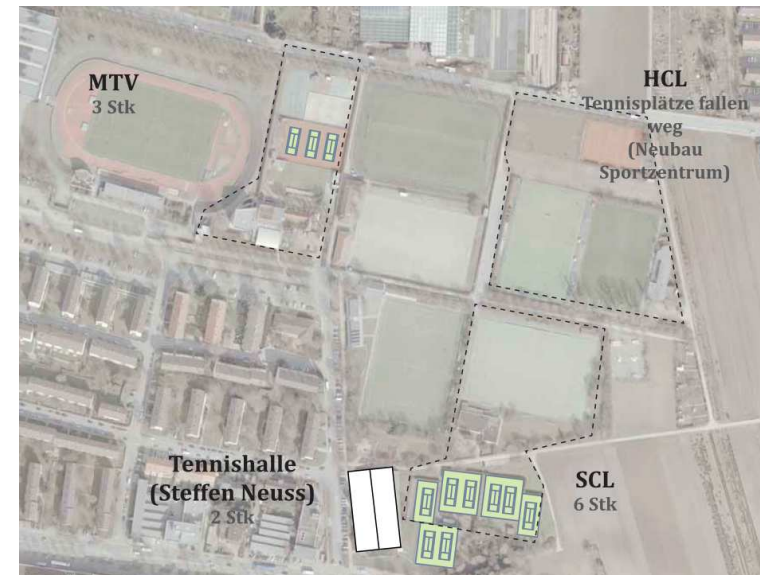 MTV
3 Stk
HCL
Tennisplätze fallen
weg
(Neubau
Sportzentrum)
Tennishalle
(Steffen Neuss)
2 Stk
SCL
6 Stk